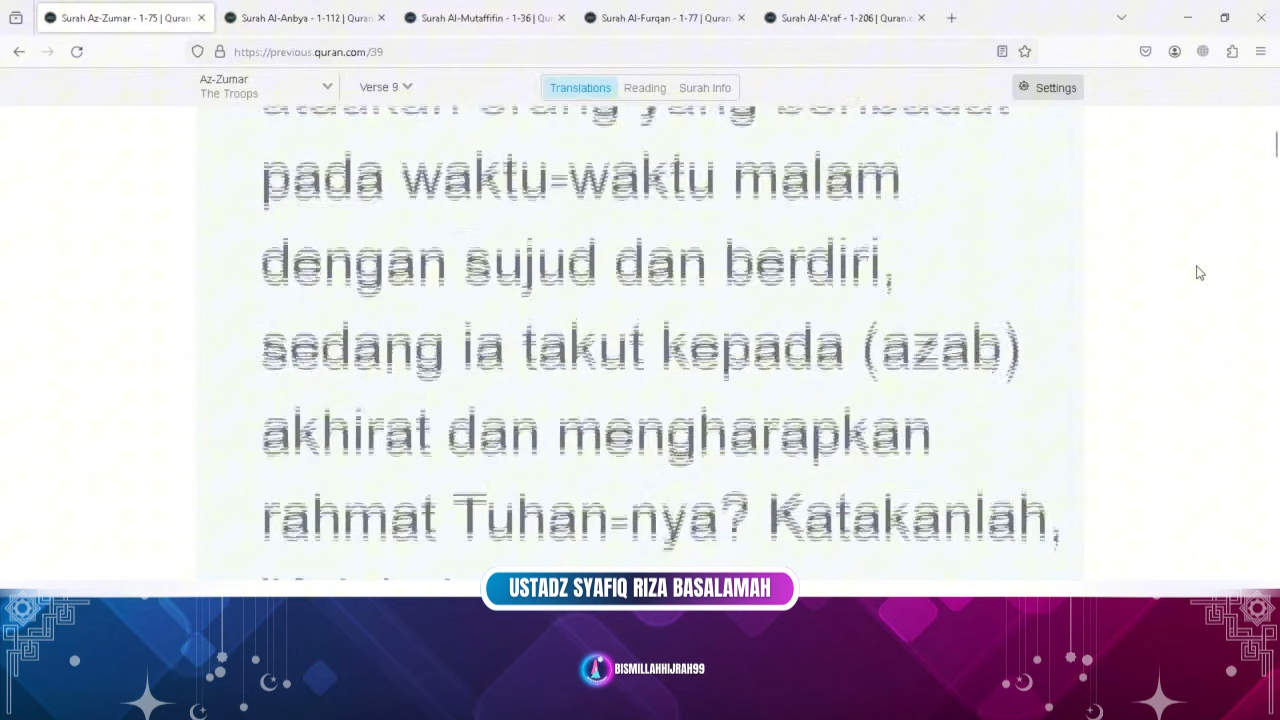 Surah Az-Zumar - 1-75 | Quran
Surah Al-Anbya - 1-112 | Quran
Surah Al-Mutaffifin - 1-36 | Qu
Surah Al-Furqan - 1-77 | Quran
Surah Al-A'raf - 1-206 | Quran.
https://previous.quran.com/39
Az-Zumar
The Troops
Verse 9
Translations
Reading
Surah Info
Settings
orang yang
pada waktu-waktu malam
dengan sujud dan berdiri,
sedang ia takut kepada (azab)
akhirat dan mengharapkan
rahmat Tuhan-nya? Katakanlah,
USTADZ SYAFIQ RIZA BASALAMAH
BISMILLAHHIJRAH99